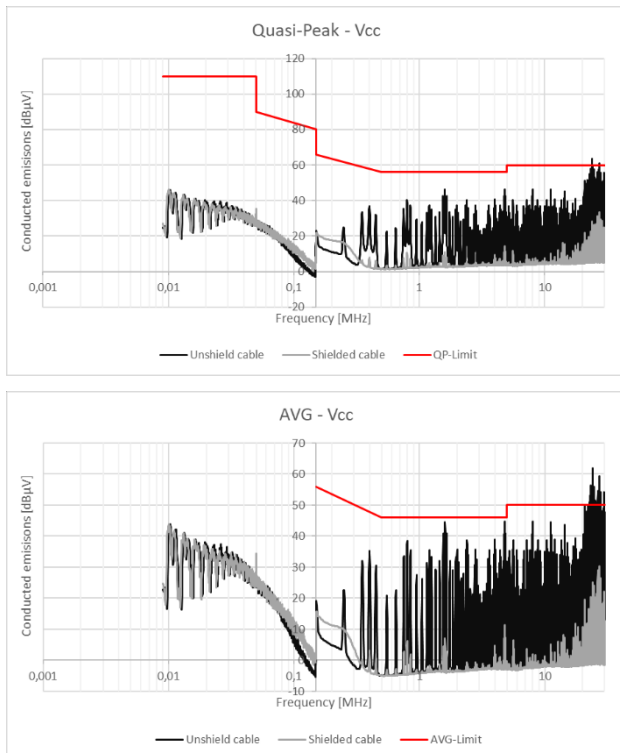 Quasi-Peak - Vcc
Conducted emisisons [dBµV]
120
100
80
60
40
20
0
-20
0,001
0,01
0,1
1
10
Frequency [MHz]
Unshield cable
Shielded cable
QP-Limit
AVG - Vcc
Conducted emisisons [dBµV]
70
60
50
40
30
20
10
0
-10
0,001
0,01
0,1
1
10
Frequency [MHz]
Unshield cable
Shielded cable
AVG-Limit